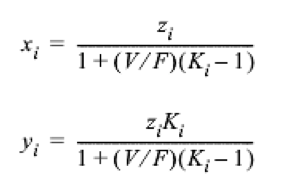 x_i = z_i / (1 + (V/F)(K_i − 1))
y_i = z_i K_i / (1 + (V/F)(K_i − 1))